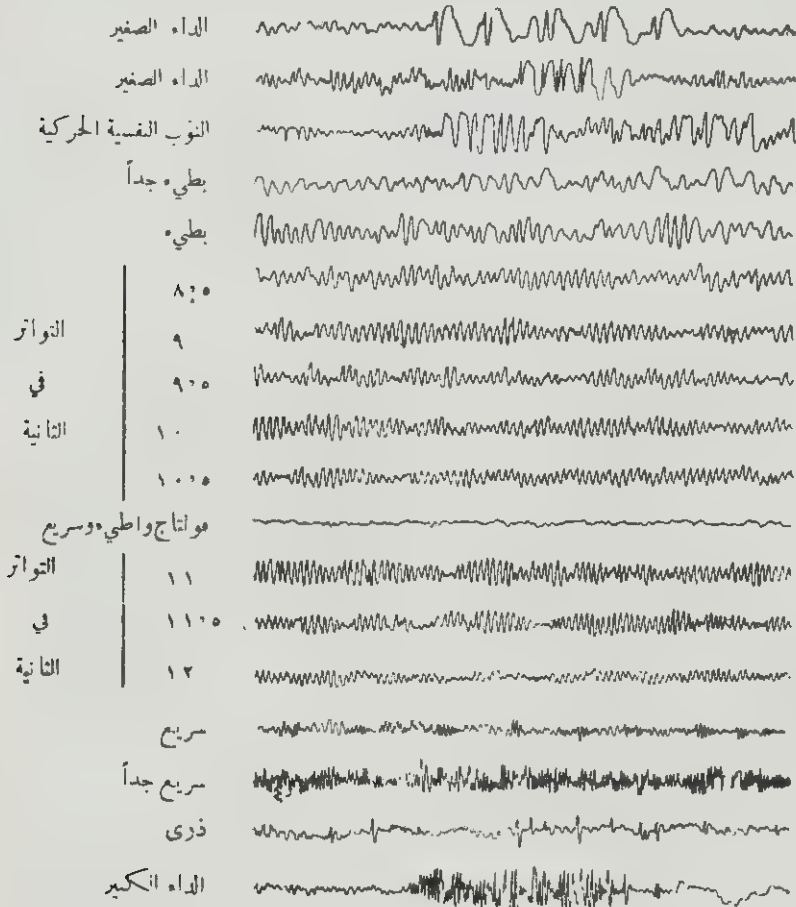 الداء الصغير
الداء الصغير
النوب النفسية الحركية
بطيء جداً
بطيء
٨٫٥
التواتر ٩
في ٩٫٥
الثانية ١٠
١٠٫٥
فولتاج واطيء وسريع
التواتر ١١
في ١١٫٥
الثانية ١٢
سريع
سريع جداً
ذرى
الداء الكبير